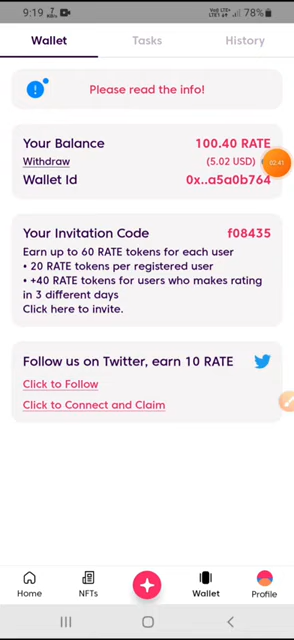 9:19 7 78%
Wallet Tasks History
Please read the info!
Your Balance 100.40 RATE
Withdraw (5.02 USD)
02:41
Wallet Id 0x..a5a0b764
Your Invitation Code f08435
Earn up to 60 RATE tokens for each user
• 20 RATE tokens per registered user
• +40 RATE tokens for users who makes rating
in 3 different days
Click here to invite.
Follow us on Twitter, earn 10 RATE
Click to Follow
Click to Connect and Claim
Home NFTs Wallet Profile